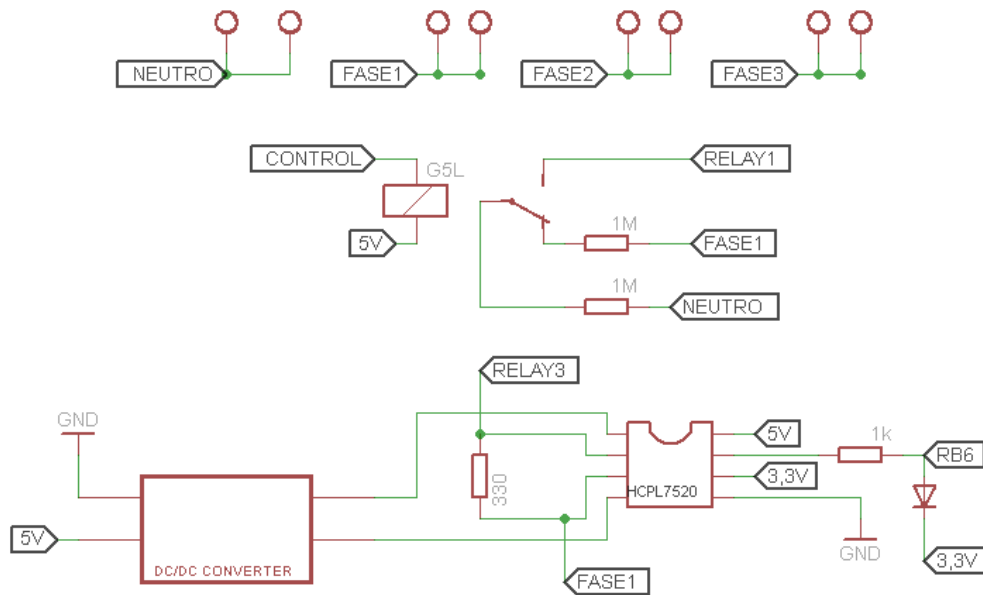 NEUTRO
FASE1
FASE2
FASE3
CONTROL
G5L
RELAY1
5V
1M
FASE1
1M
NEUTRO
RELAY3
GND
5V
1k
RB6
330
HCPL7520
3,3V
5V
GND
DC/DC CONVERTER
FASE1
3,3V